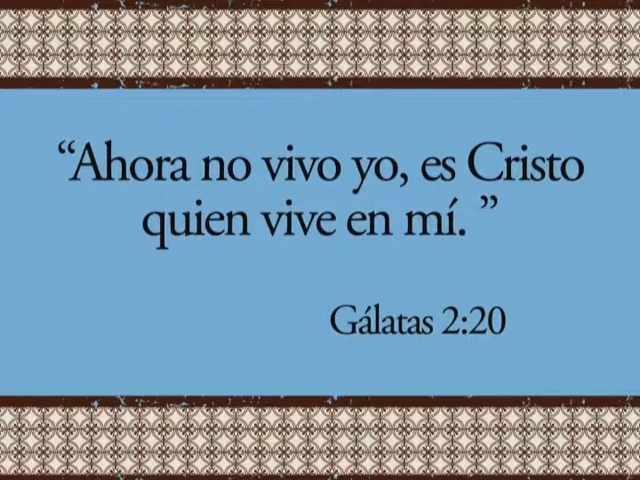 “Ahora no vivo yo, es Cristo
quien vive en mí. ”
Gálatas 2:20